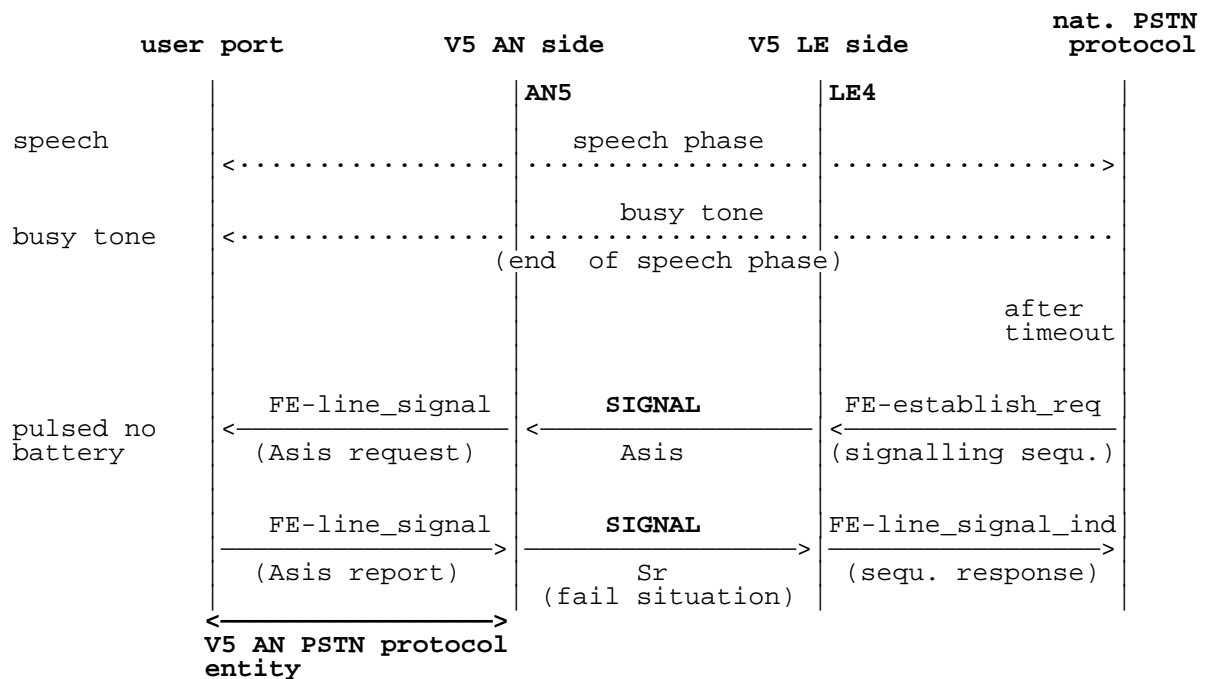 nat. PSTN
user port V5 AN side V5 LE side protocol
AN5 LE4
speech speech phase
busy tone
busy tone
(end of speech phase)
after
timeout
FE-line_signal SIGNAL FE-establish_req
pulsed no
battery (Asis request) Asis (signalling sequ.)
FE-line_signal SIGNAL FE-line_signal_ind
(Asis report) Sr (sequ. response)
(fail situation)
V5 AN PSTN protocol
entity